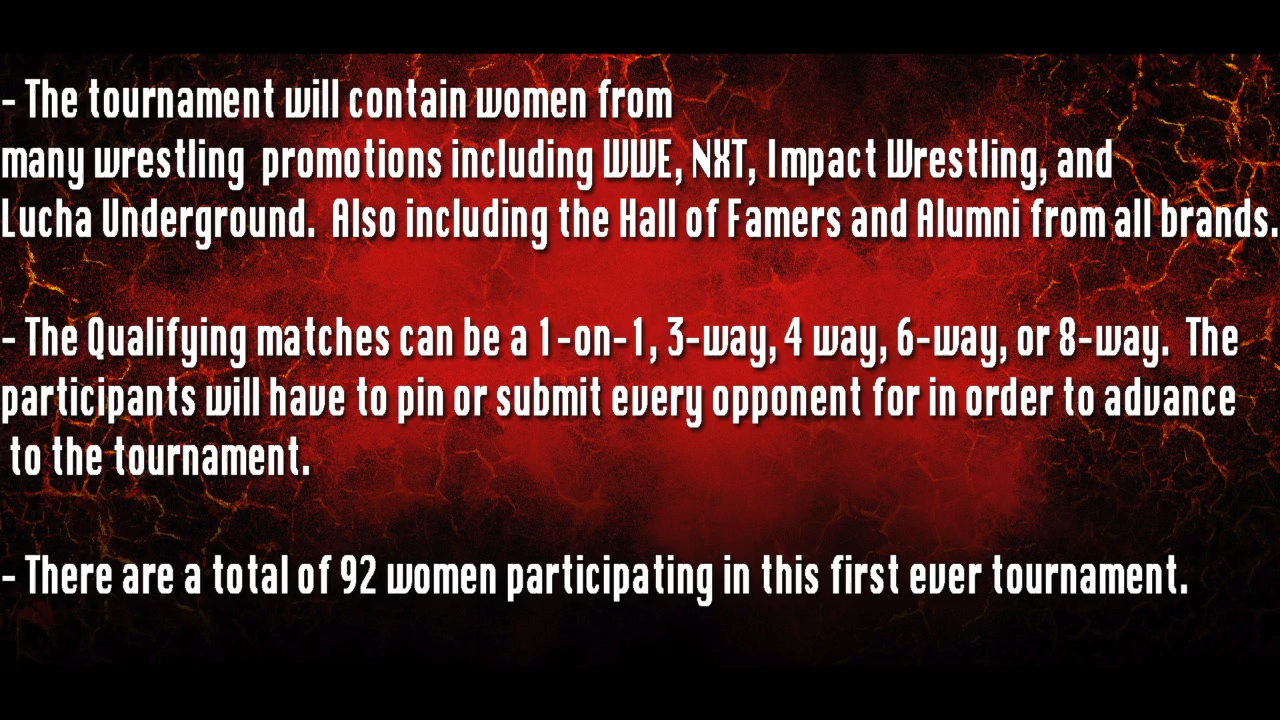 - The tournament will contain women from
many wrestling  promotions including WWE, NXT, Impact Wrestling, and
Lucha Underground.  Also including the Hall of Famers and Alumni from all brands.
- The Qualifying matches can be a 1-on-1, 3-way, 4 way, 6-way, or 8-way.  The
participants will have to pin or submit every opponent for in order to advance
to the tournament.
- There are a total of 92 women participating in this first ever tournament.